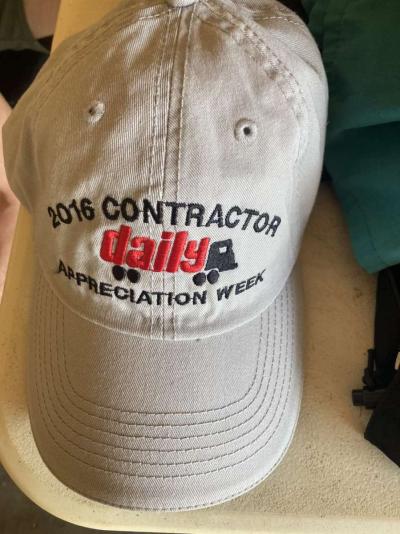 2016 CONTRACTOR
daily
APPRECIATION WEEK